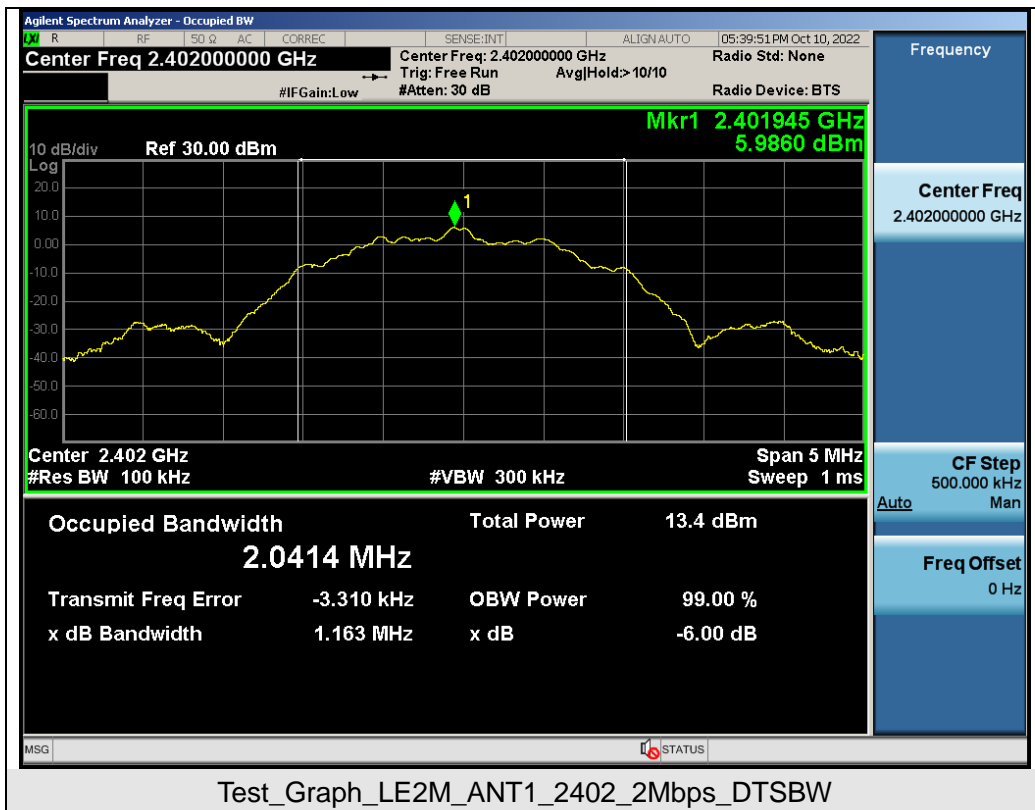 Agilent Spectrum Analyzer - Occupied BW
LXI R RF 50 Ω AC CORREC SENSE:INT ALIGN AUTO 05:39:51 PM Oct 10, 2022
Center Freq 2.402000000 GHz
Center Freq: 2.402000000 GHz
Radio Std: None
Trig: Free Run Avg|Hold:> 10/10
#IFGain:Low
#Atten: 30 dB
Radio Device: BTS
Frequency
Mkr1 2.401945 GHz
5.9860 dBm
10 dB/div Ref 30.00 dBm
Log
20.0
10.0
0.00
-10.0
-20.0
-30.0
-40.0
-50.0
-60.0
1
Center 2.402 GHz
Span 5 MHz
#Res BW 100 kHz
#VBW 300 kHz
Sweep 1 ms
Center Freq
2.402000000 GHz
CF Step
500.000 kHz
Auto Man
Freq Offset
0 Hz
Occupied Bandwidth
2.0414 MHz
Total Power 13.4 dBm
Transmit Freq Error -3.310 kHz
OBW Power 99.00 %
x dB Bandwidth 1.163 MHz
x dB -6.00 dB
MSG
STATUS
Test_Graph_LE2M_ANT1_2402_2Mbps_DTSBW